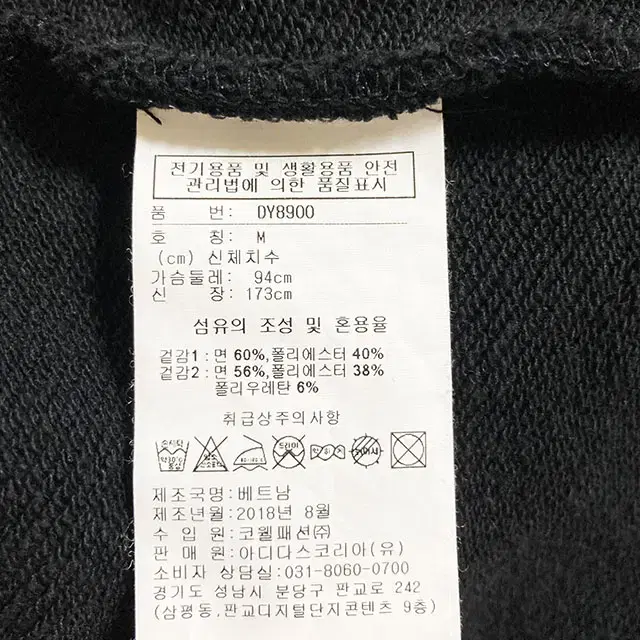 전기용품 및 생활용품 안전
관리법에 의한 품질표시
품 번: DY8900
호 칭: M
(cm) 신체치수
가슴둘레: 94cm
신 장: 173cm
섬유의 조성 및 혼용율
겉감1 : 면 60%,폴리에스터 40%
겉감2 : 면 56%,폴리에스터 38%
폴리우레탄 6%
취급상주의사항
약30℃
드라이
제조국명: 베트남
제조년월: 2018년 8월
수 입 원: 코웰패션㈜
판 매 원: 아디다스코리아(유)
소비자 상담실: 031-8060-0700
경기도 성남시 분당구 판교로 242
(삼평동,판교디지털단지콘텐츠 9층)